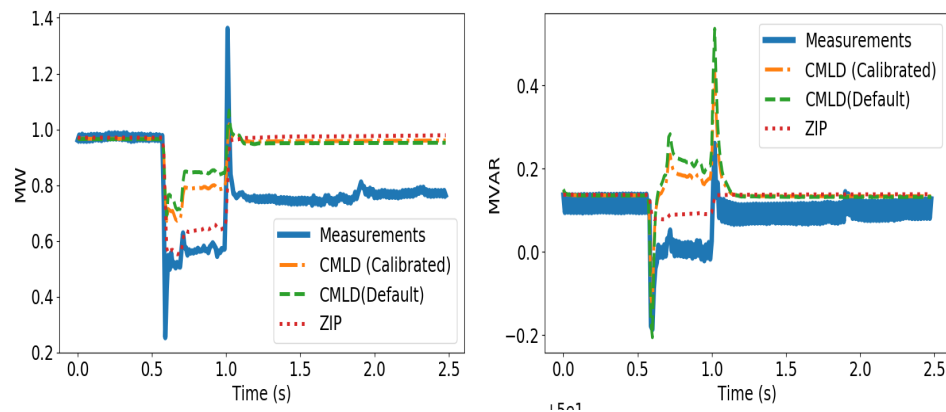 MW
1.4
1.2
1.0
0.8
0.6
0.4
0.2
0.0
0.5
1.0
1.5
2.0
2.5
Time (s)
Measurements
CMLD (Calibrated)
CMLD(Default)
ZIP
MVAR
0.4
0.2
0.0
−0.2
0.0
0.5
1.0
1.5
2.0
2.5
Time (s)
Measurements
CMLD (Calibrated)
CMLD(Default)
ZIP
+5e1